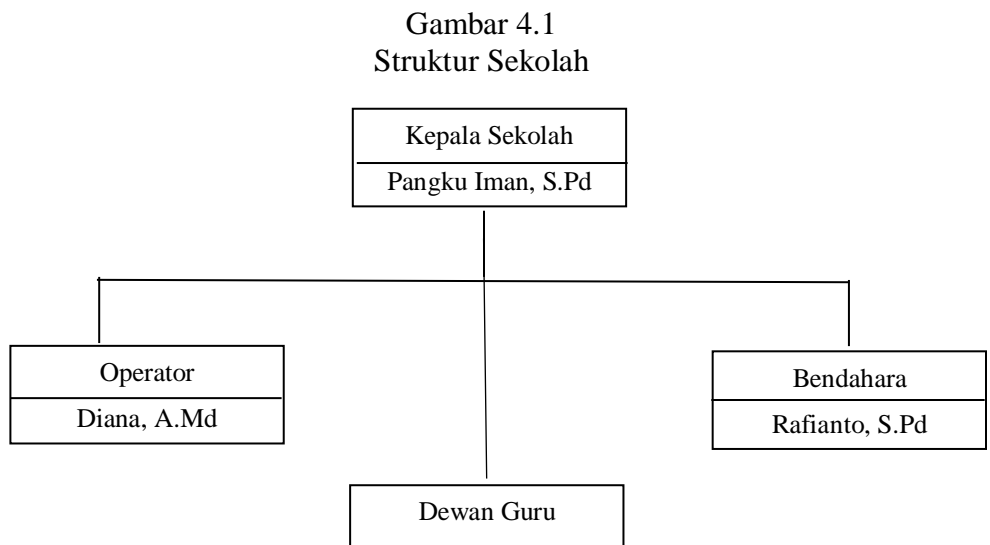 Gambar 4.1
Struktur Sekolah
Kepala Sekolah
Pangku Iman, S.Pd
Operator
Diana, A.Md
Bendahara
Rafianto, S.Pd
Dewan Guru